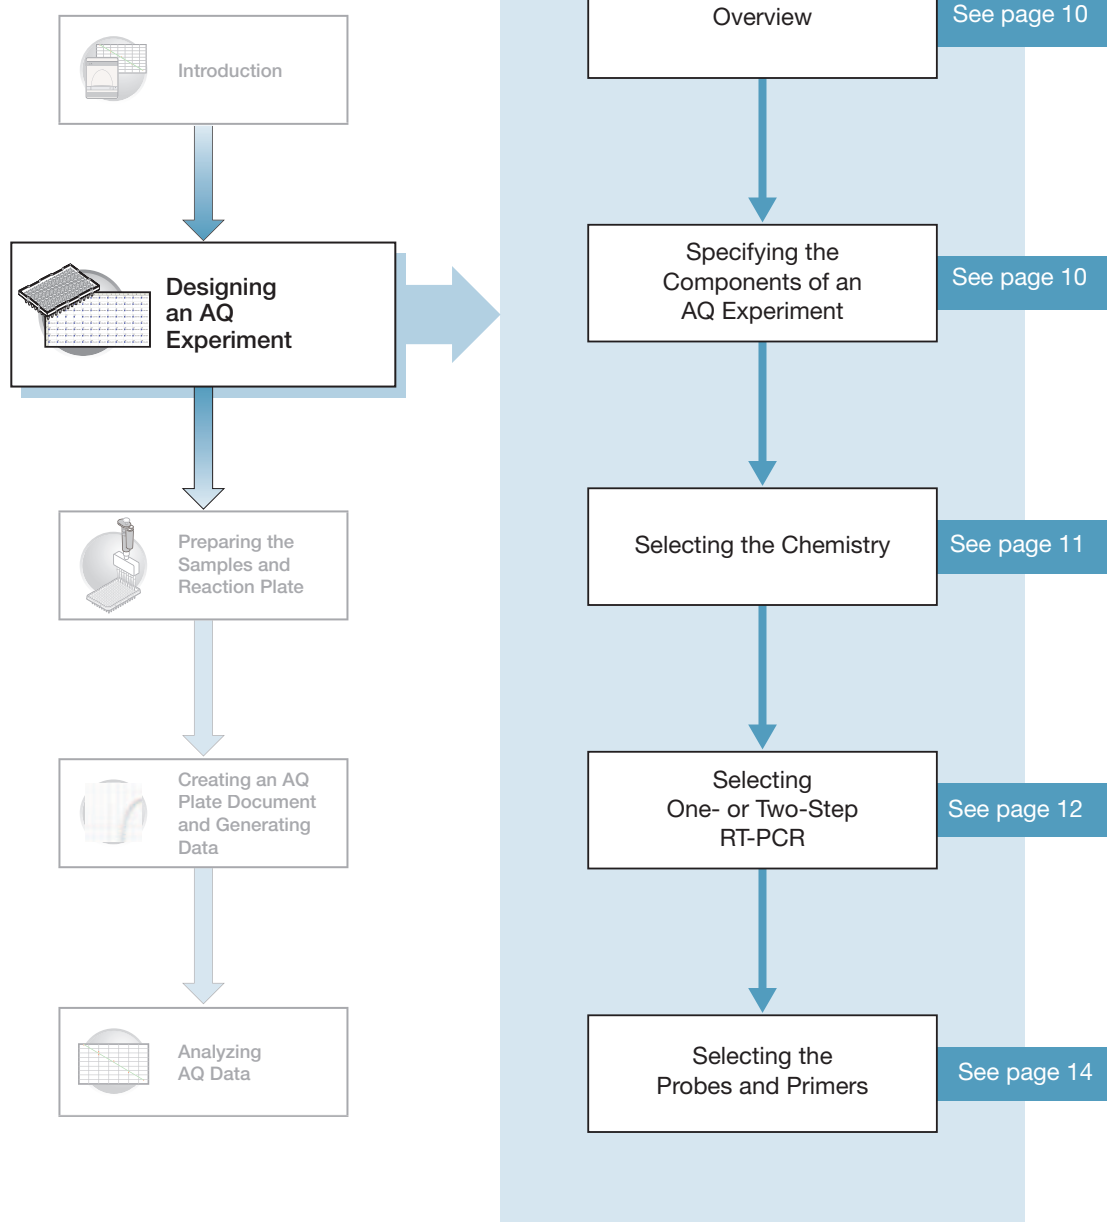 Introduction
Designing
an AQ
Experiment
Preparing the
Samples and
Reaction Plate
Creating an AQ
Plate Document
and Generating
Data
Analyzing
AQ Data
Overview
See page 10
Specifying the
Components of an
AQ Experiment
See page 10
Selecting the Chemistry
See page 11
Selecting
One- or Two-Step
RT-PCR
See page 12
Selecting the
Probes and Primers
See page 14